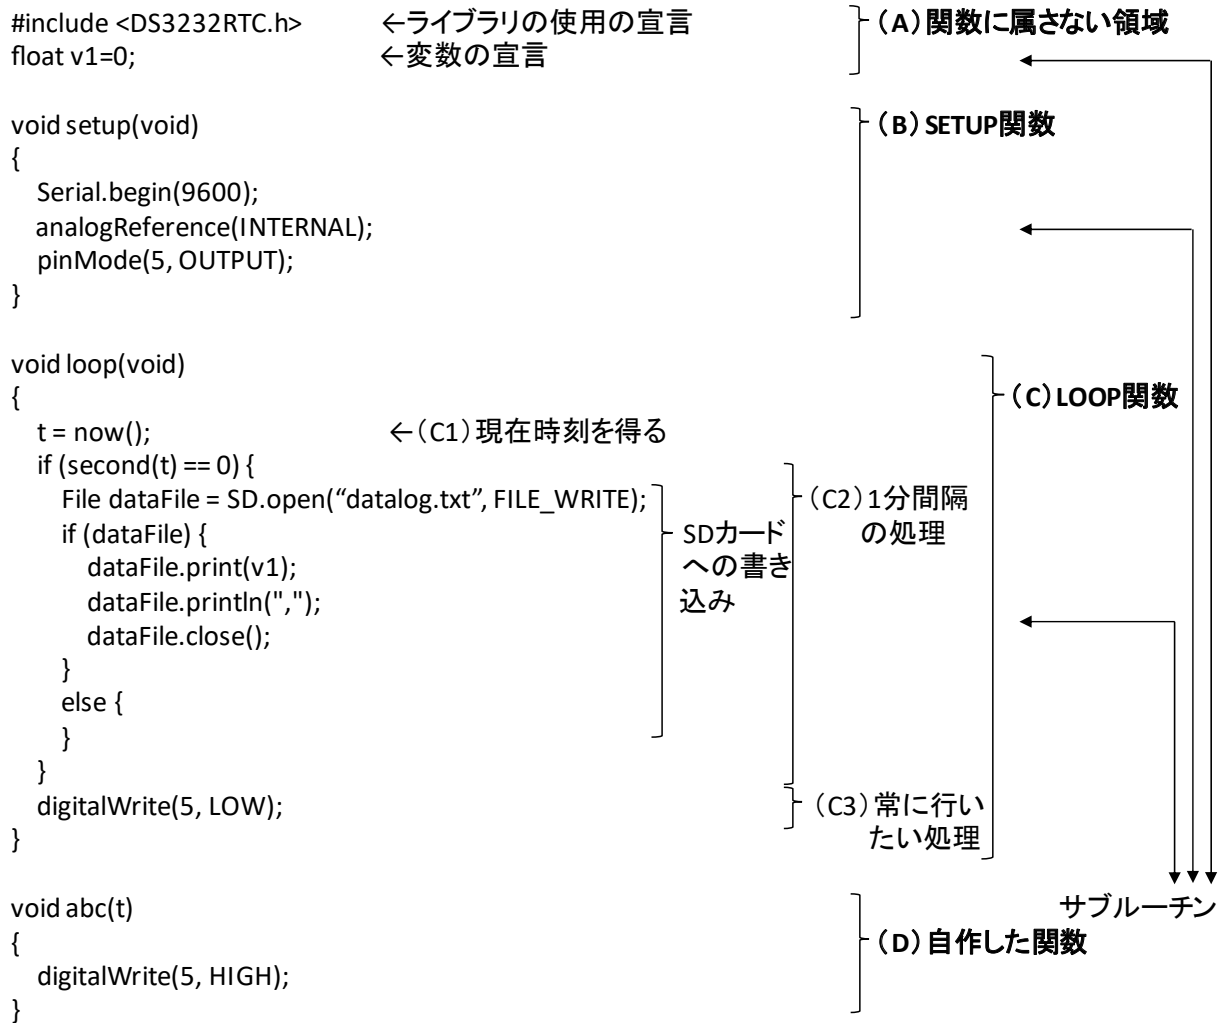 #include <DS3232RTC.h> ←ライブラリの使用の宣言 （A）関数に属さない領域
float v1=0; ←変数の宣言
void setup(void) （B）SETUP関数
{
Serial.begin(9600);
analogReference(INTERNAL);
pinMode(5, OUTPUT);
}
void loop(void)
{ （C）LOOP関数
t = now(); ←（C1）現在時刻を得る
if (second(t) == 0) {
File dataFile = SD.open(“datalog.txt”, FILE_WRITE); （C2）1分間隔
if (dataFile) { SDカード の処理
dataFile.print(v1); への書き
dataFile.println(","); 込み
dataFile.close();
}
else {
}
}
digitalWrite(5, LOW); （C3）常に行い
} たい処理
void abc(t) サブルーチン
{ （D）自作した関数
digitalWrite(5, HIGH);
}